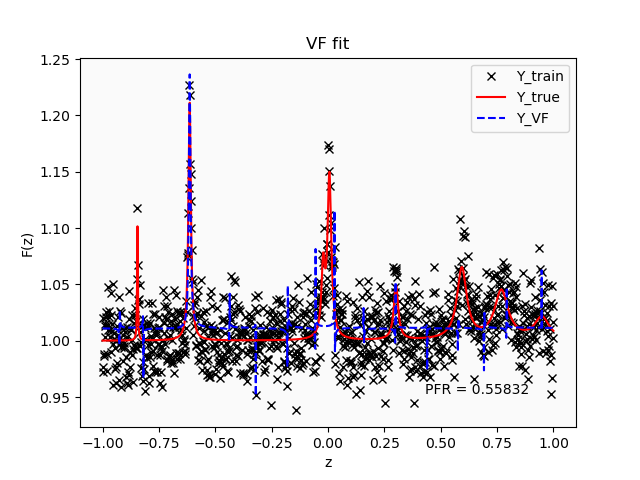 VF fit
1.25
1.20
1.15
1.10
1.05
1.00
0.95
F(z)
Y_train
Y_true
Y_VF
PFR = 0.55832
−1.00 −0.75 −0.50 −0.25 0.00 0.25 0.50 0.75 1.00
z